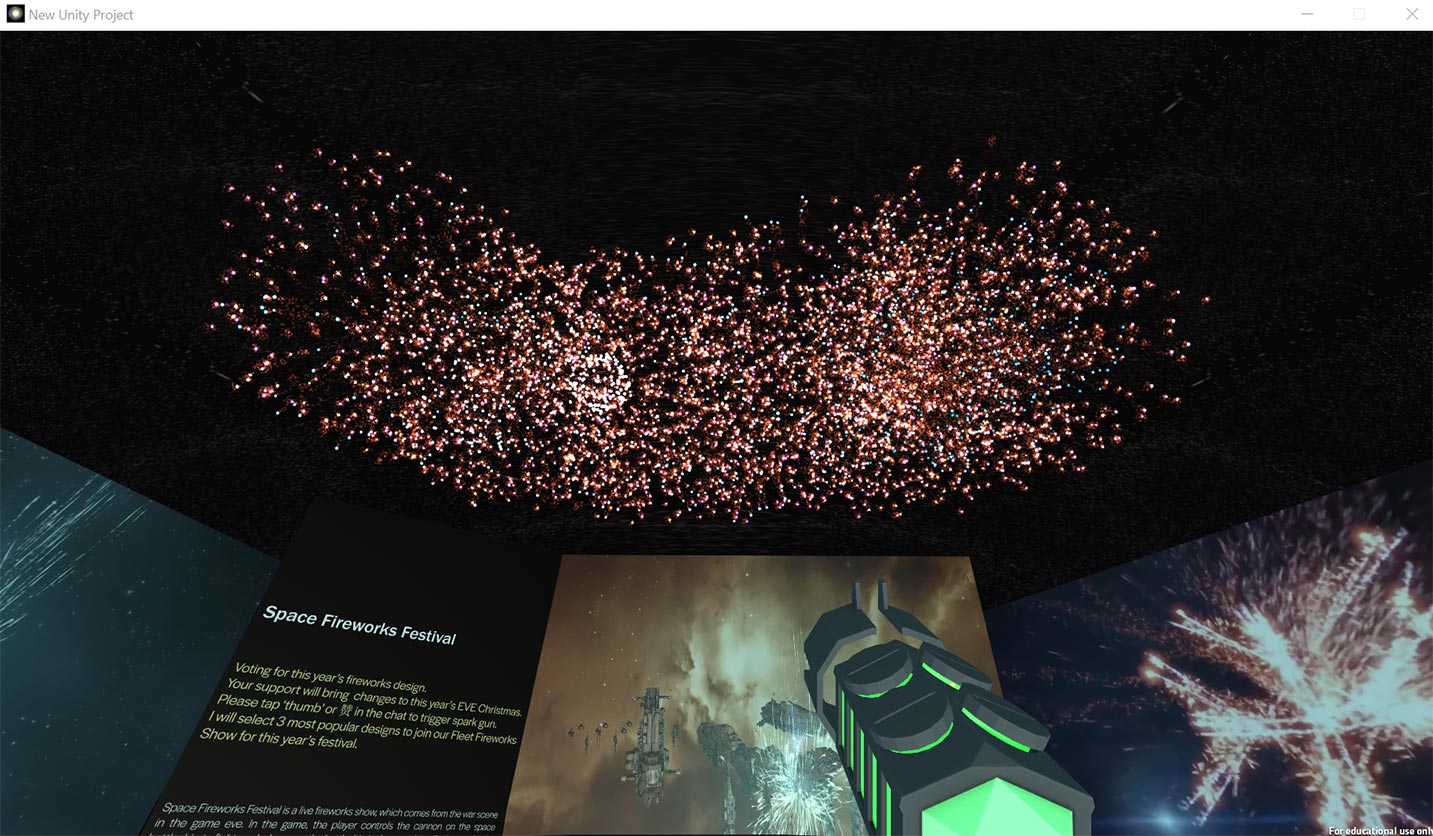 New Unity Project
Space Fireworks Festival
Voting for this year's fireworks design.
Your support will bring changes to this year's EVE Christmas.
Please tap 'thumb' or 赞 in the chat to trigger spark gun.
I will select 3 most popular designs to join our Fleet Fireworks
Show for this year's festival.
Space Fireworks Festival is a live fireworks show, which comes from the war scene
in the game eve. In the game, the player controls the cannon on the space
For educational use only